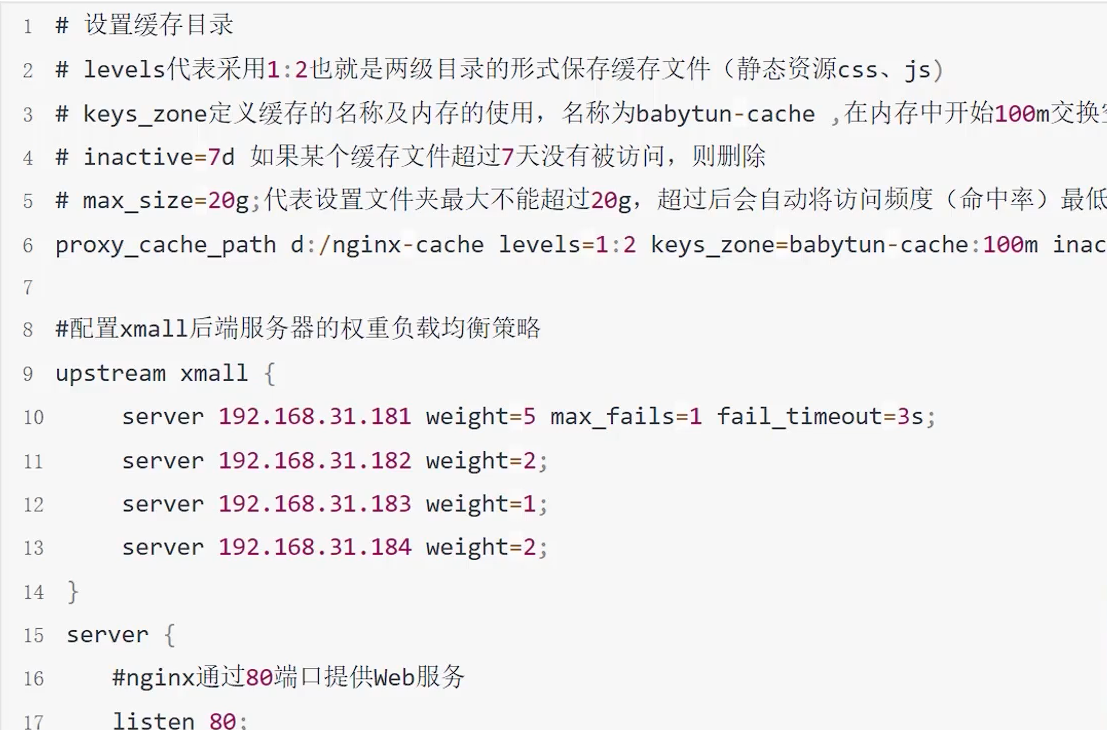 1 # 设置缓存目录
2 # levels代表采用1:2也就是两级目录的形式保存缓存文件（静态资源css、js）
3 # keys_zone定义缓存的名称及内存的使用，名称为babytun-cache ,在内存中开始100m交换
4 # inactive=7d 如果某个缓存文件超过7天没有被访问，则删除
5 # max_size=20g;代表设置文件夹最大不能超过20g，超过后会自动将访问频度（命中率）最低
6 proxy_cache_path d:/nginx-cache levels=1:2 keys_zone=babytun-cache:100m inac
7
8 #配置xmall后端服务器的权重负载均衡策略
9 upstream xmall {
10 server 192.168.31.181 weight=5 max_fails=1 fail_timeout=3s;
11 server 192.168.31.182 weight=2;
12 server 192.168.31.183 weight=1;
13 server 192.168.31.184 weight=2;
14 }
15 server {
16 #nginx通过80端口提供Web服务
17 listen 80;